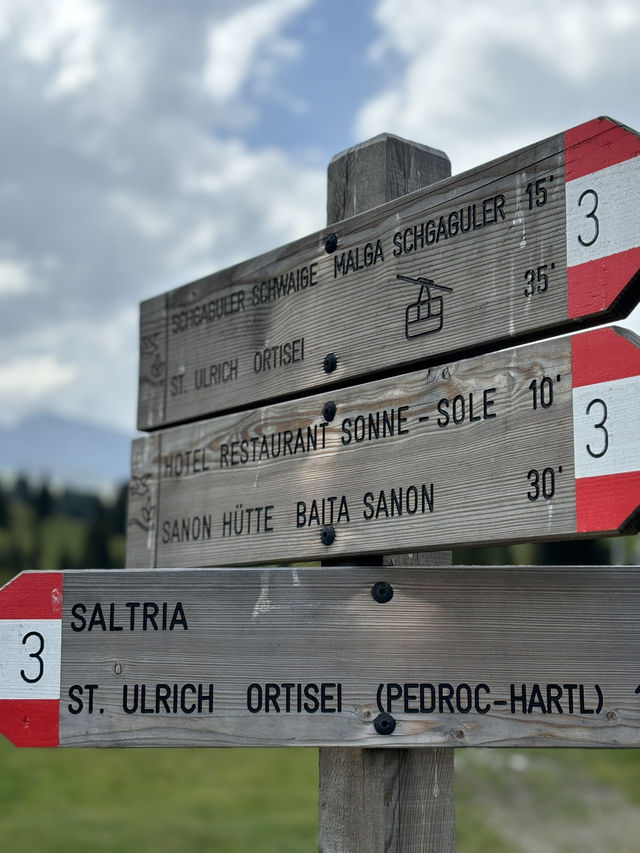 SCHGAGULER SCHWAIGE MALGA SCHGAGULER 15'
ST. ULRICH ORTISEI 35'
3
HOTEL RESTAURANT SONNE - SOLE 10'
SANON HÜTTE BAITA SANON 30'
3
SALTRIA
3
ST. ULRICH ORTISEI (PEDROC-HARTL)